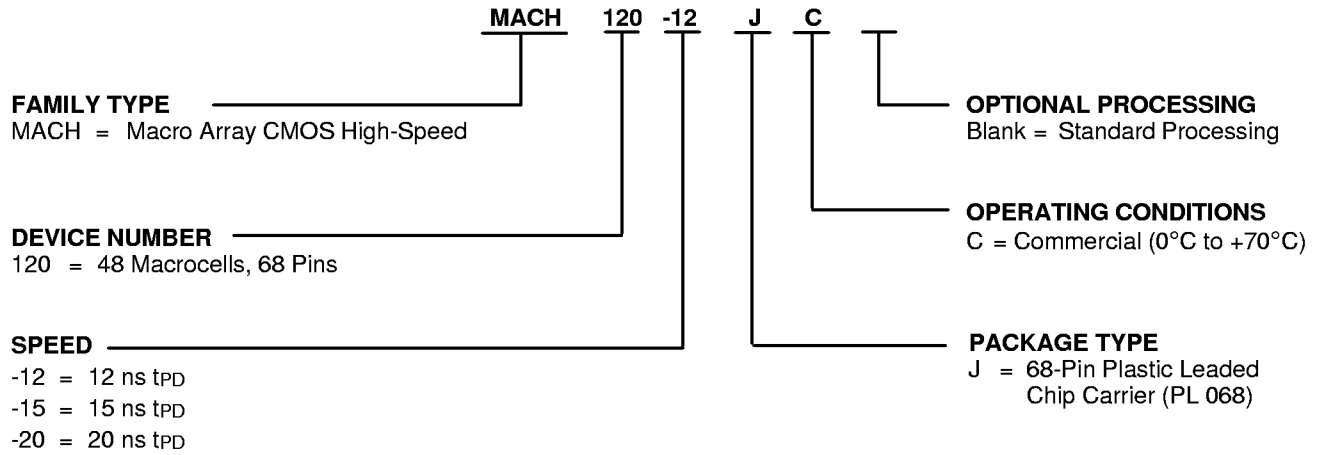 MACH 120 -12 J C
FAMILY TYPE
MACH = Macro Array CMOS High-Speed
DEVICE NUMBER
120 = 48 Macrocells, 68 Pins
SPEED
-12 = 12 ns tPD
-15 = 15 ns tPD
-20 = 20 ns tPD
OPTIONAL PROCESSING
Blank = Standard Processing
OPERATING CONDITIONS
C = Commercial (0°C to +70°C)
PACKAGE TYPE
J = 68-Pin Plastic Leaded
Chip Carrier (PL 068)